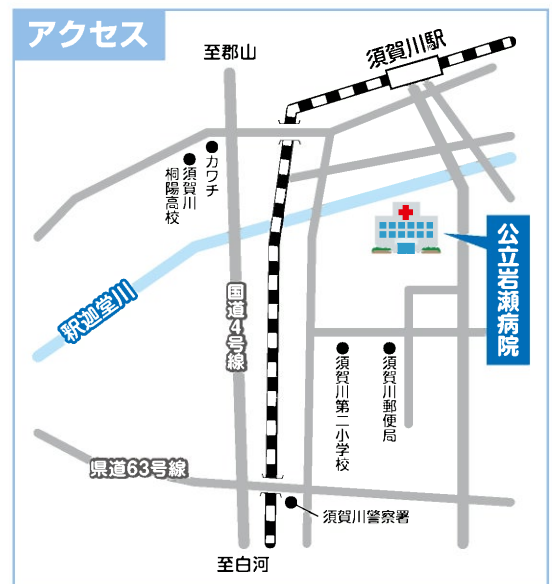 アクセス
至郡山
須賀川駅
カワチ
須賀川
桐陽高校
公立岩瀬病院
釈迦堂川
国道4号線
須賀川第二小学校
須賀川郵便局
県道63号線
須賀川警察署
至白河